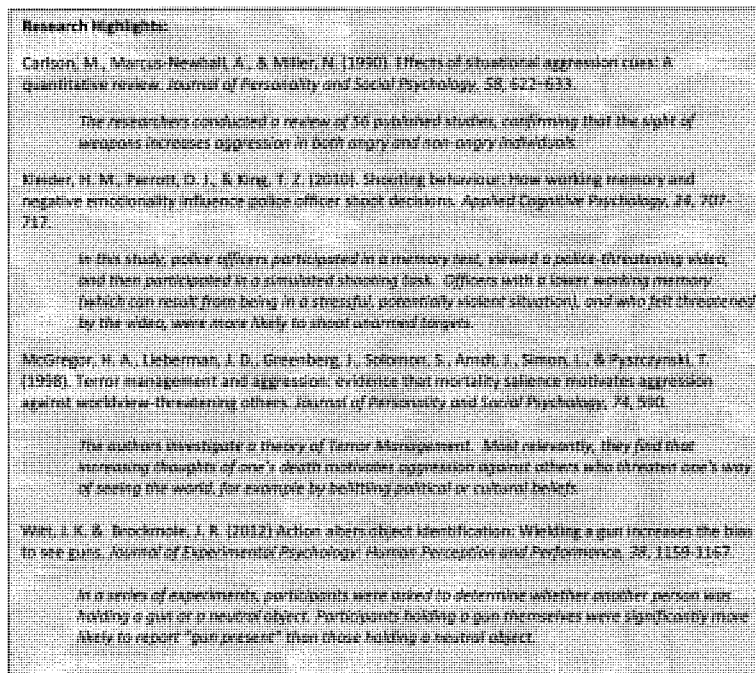 Research Highlights:
Carlson, M., Marcus-Newhall, A., & Miller, N. (1990). Effects of situational aggression cues: A
quantitative review. Journal of Personality and Social Psychology, 58, 622–633.
The researchers conducted a review of 56 published studies, confirming that the sight of
weapons increases aggression in both angry and non-angry individuals.
Kleider, H. M., Parrott, D. J., & King, T. Z. (2010). Shooting behaviour: How working memory and
negative emotionality influence police officer shoot decisions. Applied Cognitive Psychology, 24, 707-
717.
In this study, police officers participated in a memory test, viewed a police-threatening video,
and then participated in a simulated shooting task. Officers with a lower working memory
(which can result from being in a stressful, potentially violent situation), and who felt threatened
by the video, were more likely to shoot unarmed targets.
McGregor, H. A., Lieberman, J. D., Greenberg, J., Solomon, S., Arndt, J., Simon, L., & Pyszczynski, T.
(1998). Terror management and aggression: evidence that mortality salience motivates aggression
against worldview-threatening others. Journal of Personality and Social Psychology, 74, 590.
The authors investigate a theory of Terror Management. Most relevantly, they find that
increasing thoughts of one's death motivates aggression against others who threaten one's way
of seeing the world, for example by belittling political or cultural beliefs.
Witt, J. K. & Brockmole, J. R. (2012) Action alters object identification: Wielding a gun increases the bias
to see guns. Journal of Experimental Psychology: Human Perception and Performance, 38, 1159-1167.
In a series of experiments, participants were asked to determine whether another person was
holding a gun or a neutral object. Participants holding a gun themselves were significantly more
likely to report "gun present" than those holding a neutral object.